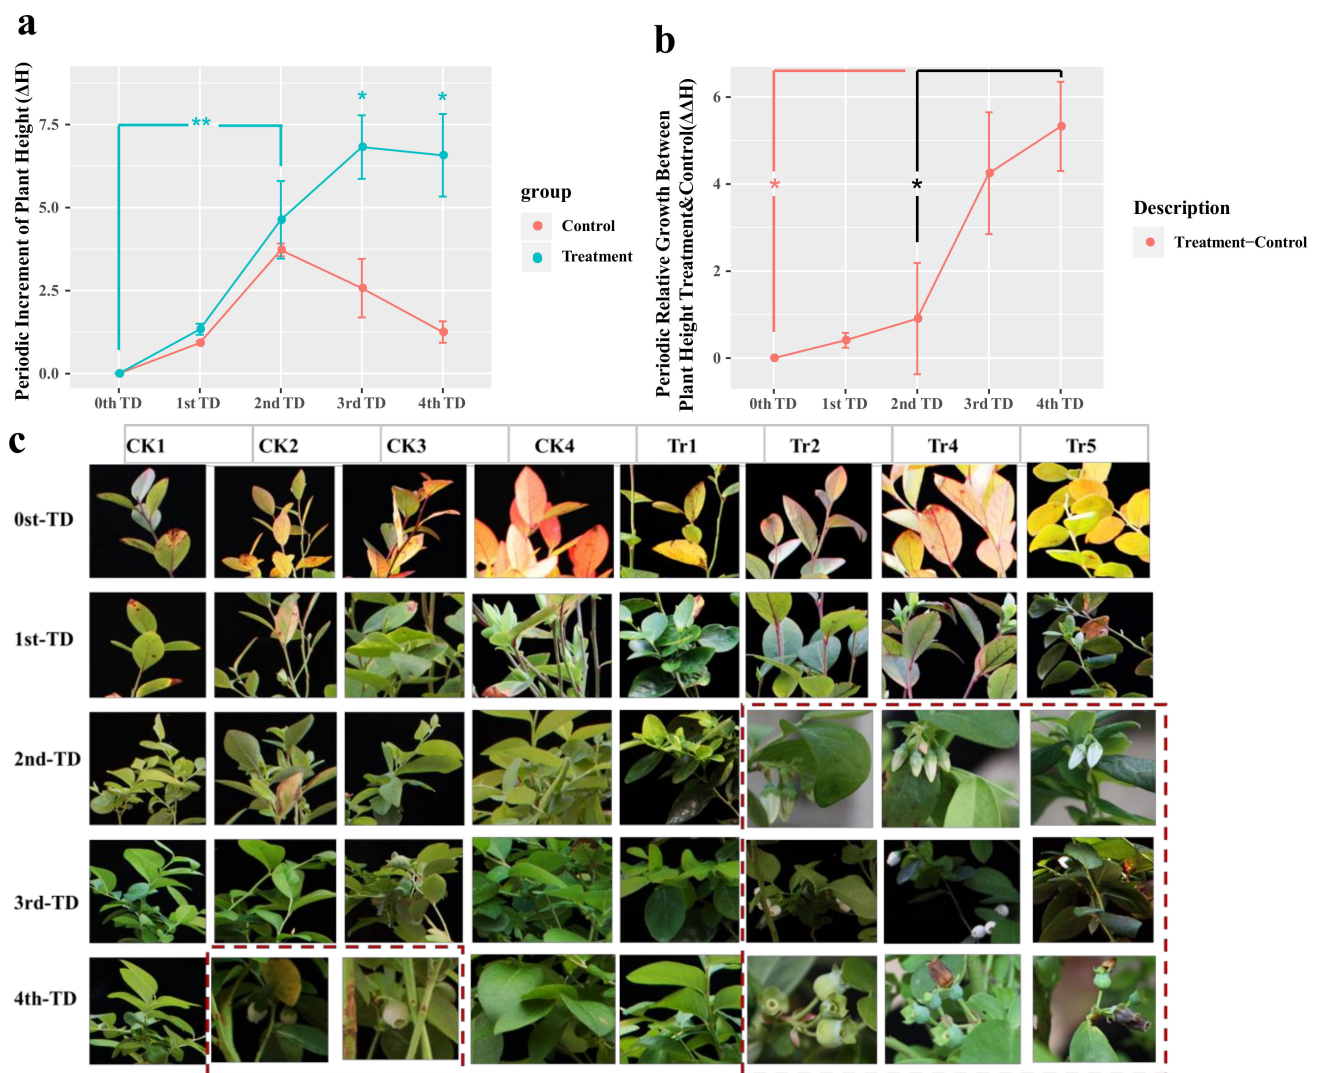 a
Periodic Increment of Plant Height (ΔH)
7.5
5.0
2.5
0.0
**
*
*
0th TD
1st TD
2nd TD
3rd TD
4th TD
group
Control
Treatment
b
Periodic Relative Growth Between
Plant Height Treatment&Control(ΔΔH)
6
4
2
0
*
*
0th TD
1st TD
2nd TD
3rd TD
4th TD
Description
Treatment−Control
c
CK1 CK2 CK3 CK4 Tr1 Tr2 Tr4 Tr5
0st-TD
1st-TD
2nd-TD
3rd-TD
4th-TD